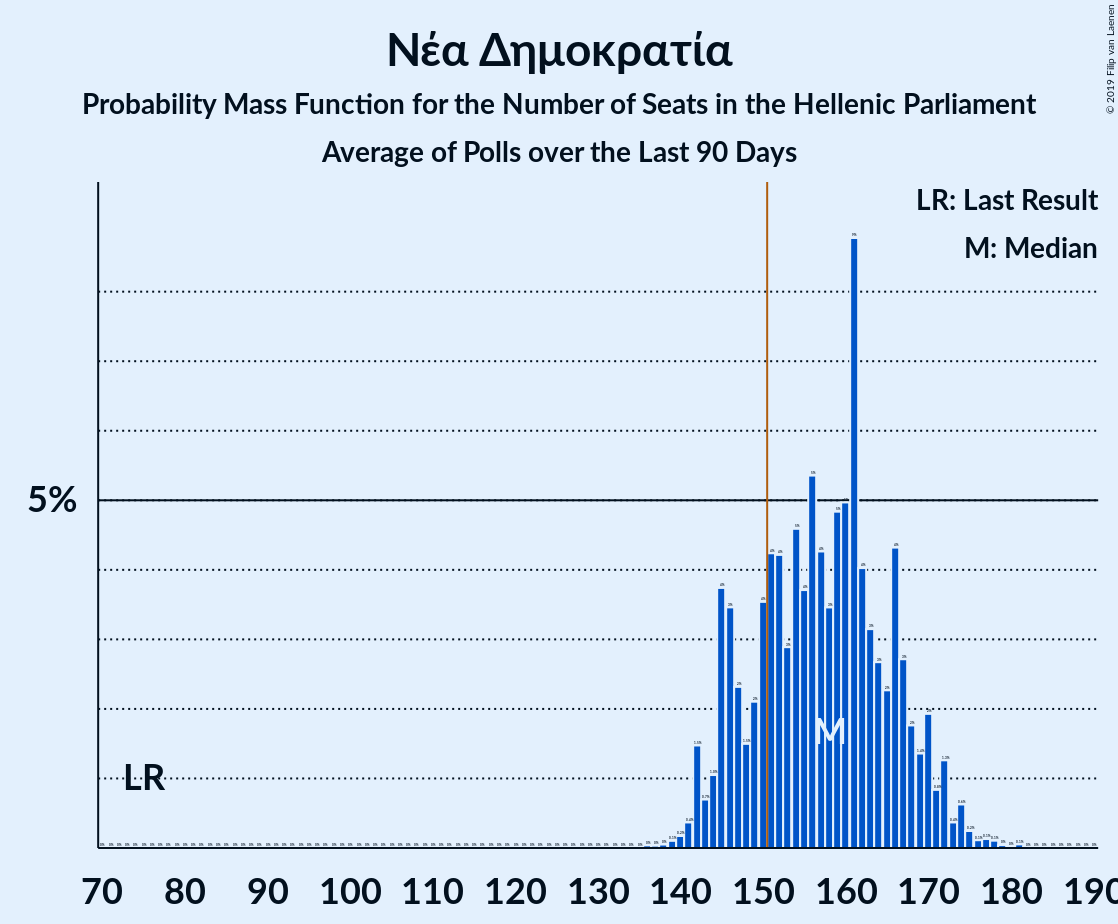 Νέα Δημοκρατία
Probability Mass Function for the Number of Seats in the Hellenic Parliament
Average of Polls over the Last 90 Days
© 2019 Filip van Laenen
LR: Last Result
M: Median
5%
LR
M
70 80 90 100 110 120 130 140 150 160 170 180 190